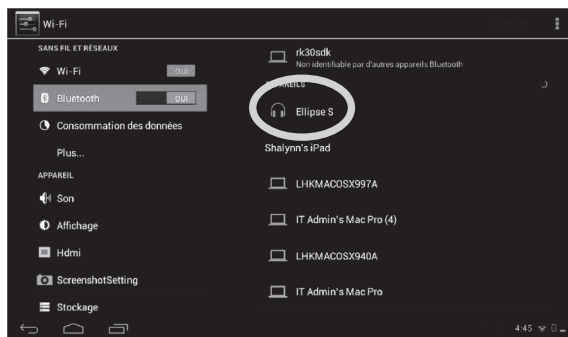 Wi-Fi
SANS FIL ET RÉSEAUX
Wi-Fi
OUI
Bluetooth
OUI
Consommation des données
Plus...
APPAREIL
Son
Affichage
Hdmi
ScreenshotSetting
Stockage
rk30sdk
Non identifiable par d'autres appareils Bluetooth
Ellipse S
Shalynn's iPad
LHKMACOSX997A
IT Admin's Mac Pro (4)
LHKMACOSX940A
IT Admin's Mac Pro
4:45